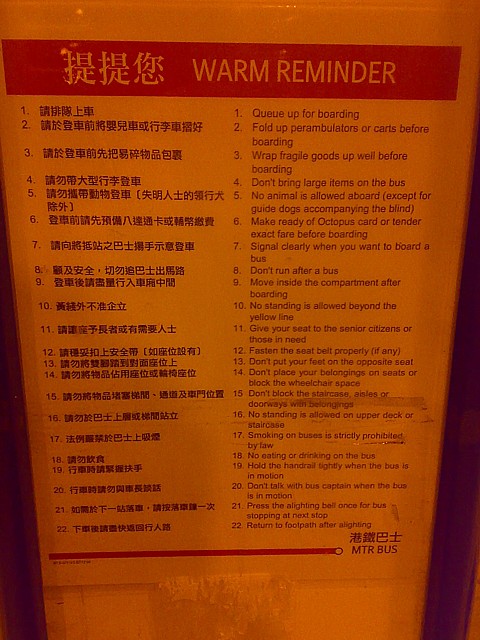 提提您 WARM REMINDER
1. 請排隊上車
2. 請於登車前將嬰兒車或行李車摺好
3. 請於登車前先把易碎物品包裹
4. 請勿帶大型行李登車
5. 請勿攜帶動物登車〔失明人士的領行犬
除外〕
6. 登車前請先預備八達通卡或輔幣繳費
7. 請向將抵站之巴士揚手示意登車
8. 顧及安全，切勿追巴士出馬路
9. 登車後請盡量行入車廂中間
10. 黃綫外不准企立
11. 請讓座予長者或有需要人士
12. 請穩妥扣上安全帶〔如座位設有〕
13. 請勿將雙腳踏到對面座位上
14. 請勿將物品佔用座位或輪椅座位
15. 請勿將物品堵塞梯間、通道及車門位置
16. 請勿於巴士上層或梯間站立
17. 法例嚴禁於巴士上吸煙
18. 請勿飲食
19. 行車時請緊握扶手
20. 行車時請勿與車長談話
21. 如需於下一站落車，請按落車鐘一次
22. 下車後請盡快返回行人路
1. Queue up for boarding
2. Fold up perambulators or carts before
boarding
3. Wrap fragile goods up well before
boarding
4. Don't bring large items on the bus
5. No animal is allowed aboard (except for
guide dogs accompanying the blind)
6. Make ready of Octopus card or tender
exact fare before boarding
7. Signal clearly when you want to board a
bus
8. Don't run after a bus
9. Move inside the compartment after
boarding
10. No standing is allowed beyond the
yellow line
11. Give your seat to the senior citizens or
those in need
12. Fasten the seat belt properly (if any)
13. Don't put your feet on the opposite seat
14. Don't place your belongings on seats or
block the wheelchair space
15 Don't block the staircase, aisles or
doorways with belongings
16. No standing is allowed on upper deck or
staircase
17. Smoking on buses is strictly prohibited
by law
18. No eating or drinking on the bus
19. Hold the handrail tightly when the bus is
in motion
20. Don't talk with bus captain when the bus
is in motion
21. Press the alighting bell once for bus
stopping at next stop
22. Return to footpath after alighting
港鐵巴士
MTR BUS